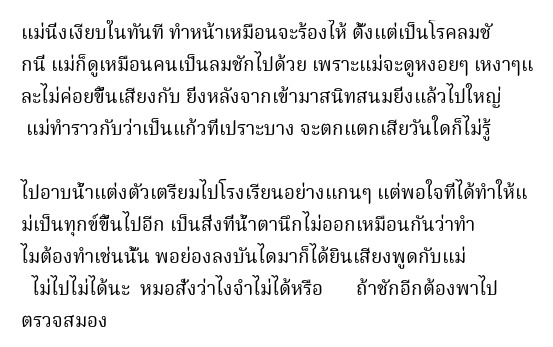 แม่นิ่งเงียบในทันที ทำหน้าเหมือนจะร้องไห้ ตั้งแต่เป็นโรคลมชั
กนี่ แม่ก็ดูเหมือนคนเป็นลมชักไปด้วย เพราะแม่จะดูหงอยๆ เหงาๆแ
ละไม่ค่อยขึ้นเสียงกับ ยิ่งหลังจากเข้ามาสนิทสนมยิ่งแล้วไปใหญ่
แม่ทำราวกับว่าเป็นแก้วที่เปราะบาง จะตกแตกเสียวันใดก็ไม่รู้
ไปอาบน้ำแต่งตัวเตรียมไปโรงเรียนอย่างแกนๆ แต่พอใจที่ได้ทำให้แ
ม่เป็นทุกข์ขึ้นไปอีก เป็นสิ่งที่น้ำตานึกไม่ออกเหมือนกันว่าทำ
ไมต้องทำเช่นนั้น พอย่องลงบันไดมาก็ได้ยินเสียงพูดกับแม่
ไม่ไปไม่ได้นะ หมอสั่งว่าไงจำไม่ได้หรือ ถ้าชักอีกต้องพาไป
ตรวจสมอง